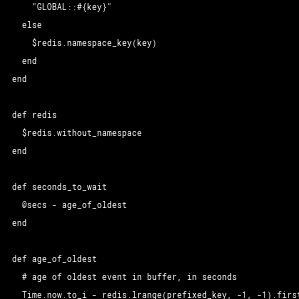 "GLOBAL::#{key}"
else
$redis.namespace_key(key)
end
end
def redis
$redis.without_namespace
end
def seconds_to_wait
@secs - age_of_oldest
end
def age_of_oldest
# age of oldest event in buffer, in seconds
Time.now.to_i - redis.lrange(prefixed_key, -1, -1).first